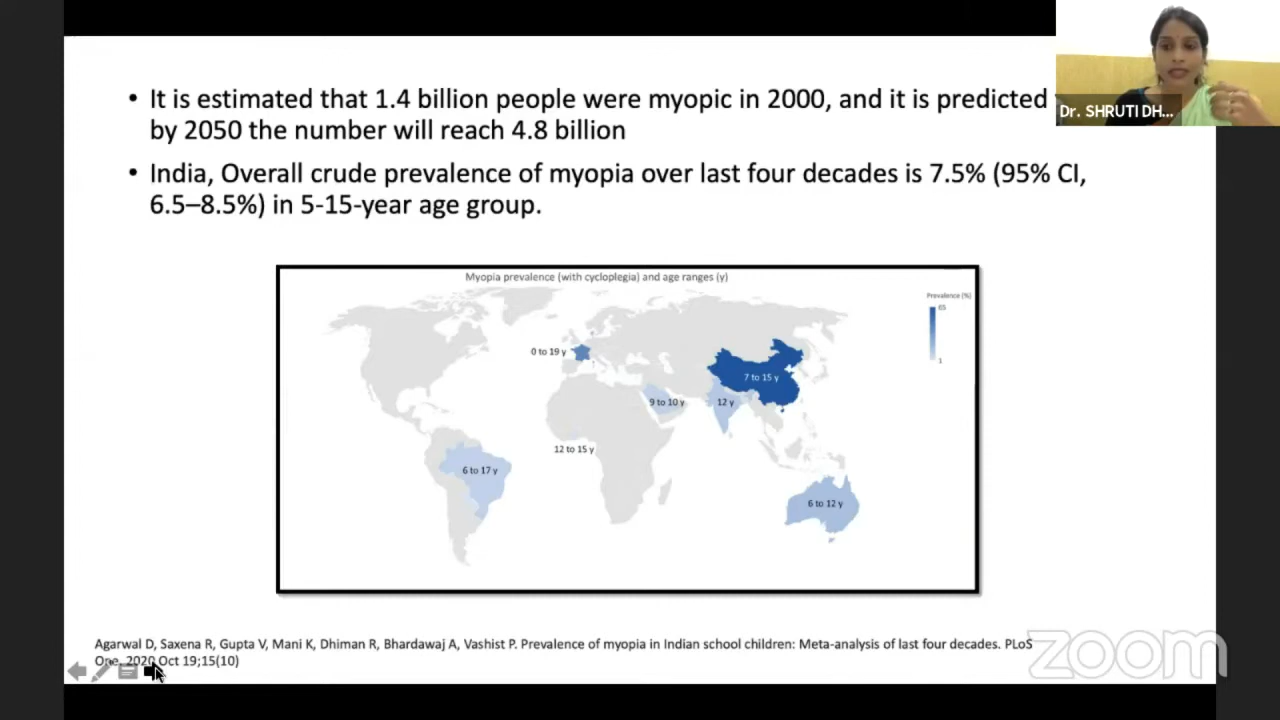 • It is estimated that 1.4 billion people were myopic in 2000, and it is predicted
by 2050 the number will reach 4.8 billion
• India, Overall crude prevalence of myopia over last four decades is 7.5% (95% CI,
6.5–8.5%) in 5-15-year age group.
Dr. SHRUTI DH...
Myopia prevalence (with cycloplegia) and age ranges (y)
Prevalence (%)
65
1
0 to 19 y
7 to 15 y
9 to 10 y
12 y
12 to 15 y
6 to 17 y
6 to 12 y
Agarwal D, Saxena R, Gupta V, Mani K, Dhiman R, Bhardawaj A, Vashist P. Prevalence of myopia in Indian school children: Meta-analysis of last four decades. PLoS
One. 2020 Oct 19;15(10)
zoom